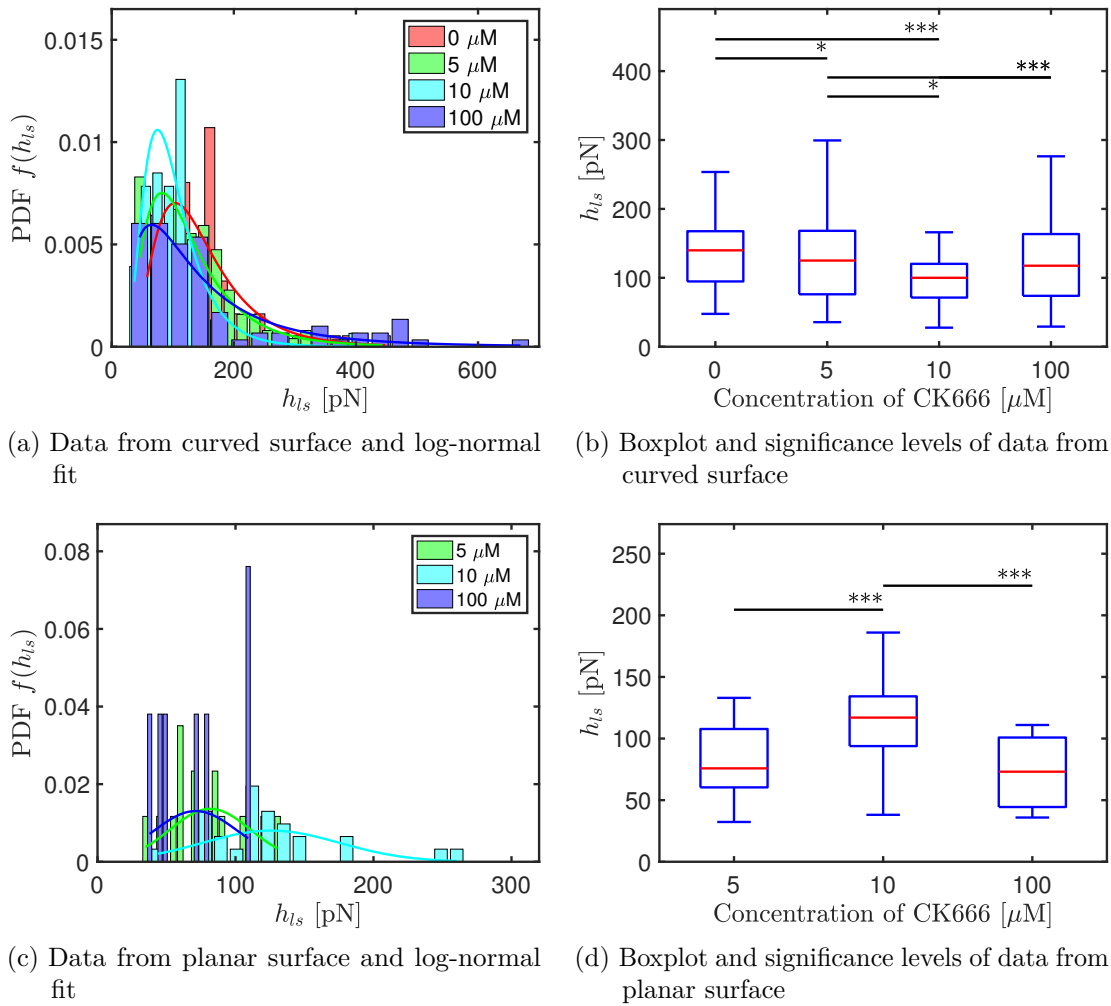 0.015
0.01
0.005
0
PDF f(h_ls)
0 μM
5 μM
10 μM
100 μM
0 200 400 600
h_ls [pN]
(a) Data from curved surface and log-normal
fit
400
300
200
100
0
h_ls [pN]
***
*
***
*
0 5 10 100
Concentration of CK666 [μM]
(b) Boxplot and significance levels of data from
curved surface
0.08
0.06
0.04
0.02
0
PDF f(h_ls)
5 μM
10 μM
100 μM
0 100 200 300
h_ls [pN]
(c) Data from planar surface and log-normal
fit
250
200
150
100
50
0
h_ls [pN]
***
***
5 10 100
Concentration of CK666 [μM]
(d) Boxplot and significance levels of data from
planar surface